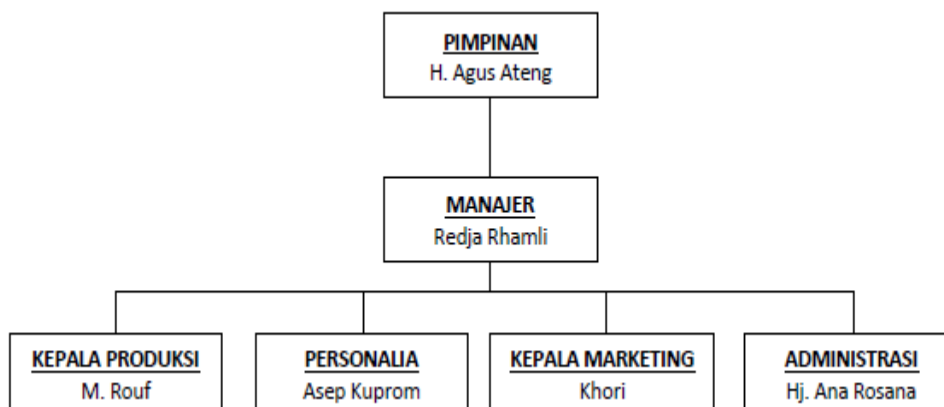 PIMPINAN
H. Agus Ateng
MANAJER
Redja Rhamli
KEPALA PRODUKSI
M. Rouf
PERSONALIA
Asep Kuprom
KEPALA MARKETING
Khori
ADMINISTRASI
Hj. Ana Rosana